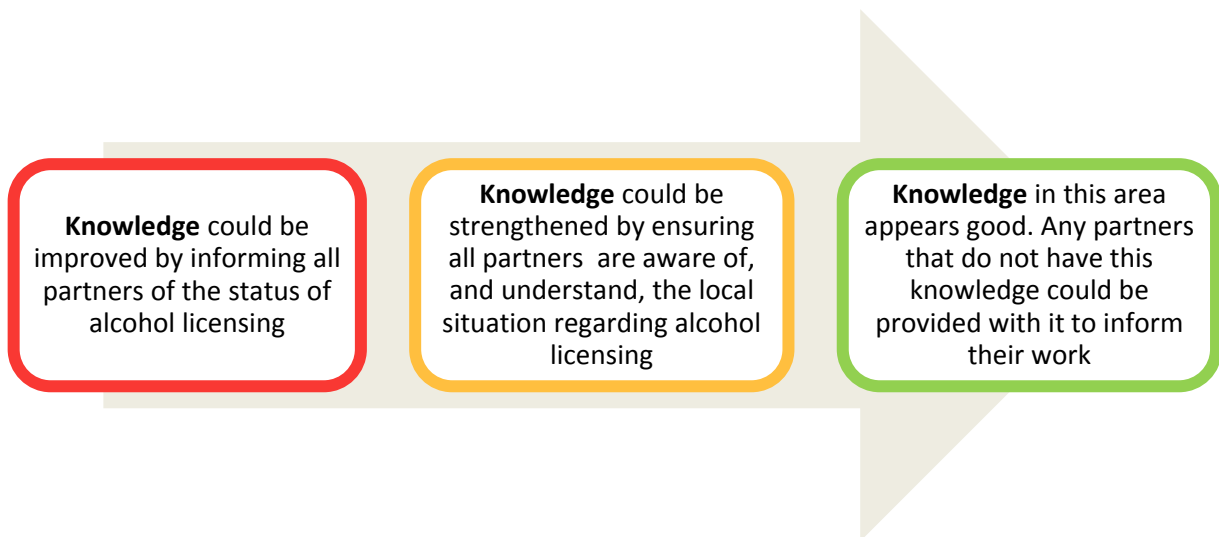 Knowledge could be
improved by informing all
partners of the status of
alcohol licensing
Knowledge could be
strengthened by ensuring
all partners are aware of,
and understand, the local
situation regarding alcohol
licensing
Knowledge in this area
appears good. Any partners
that do not have this
knowledge could be
provided with it to inform
their work